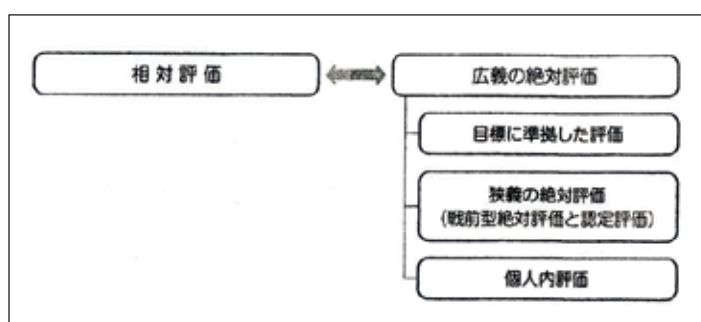 相対評価
広義の絶対評価
目標に準拠した評価
狭義の絶対評価
(戦前型絶対評価と認定評価)
個人内評価